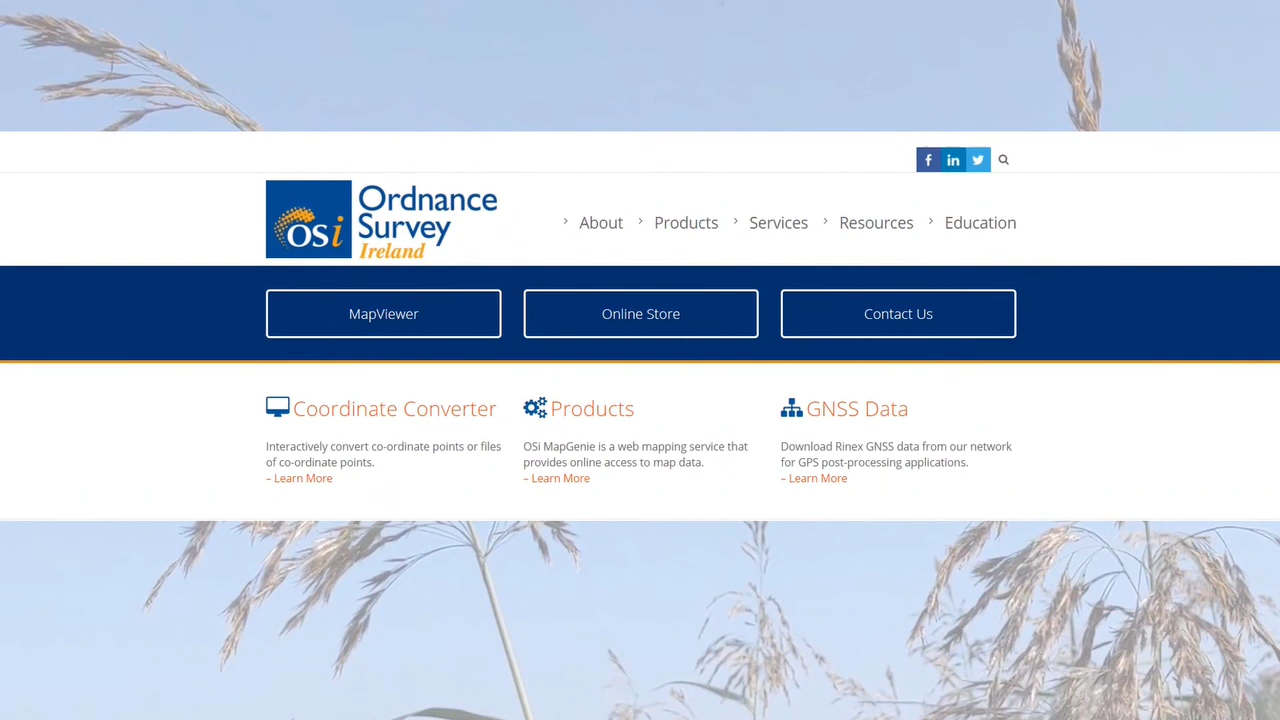 f in
OSi
Ordnance
Survey
Ireland
About Products Services Resources Education
MapViewer Online Store Contact Us
Coordinate Converter
Interactively convert co-ordinate points or files
of co-ordinate points.
– Learn More
Products
OSi MapGenie is a web mapping service that
provides online access to map data.
– Learn More
GNSS Data
Download Rinex GNSS data from our network
for GPS post-processing applications.
– Learn More